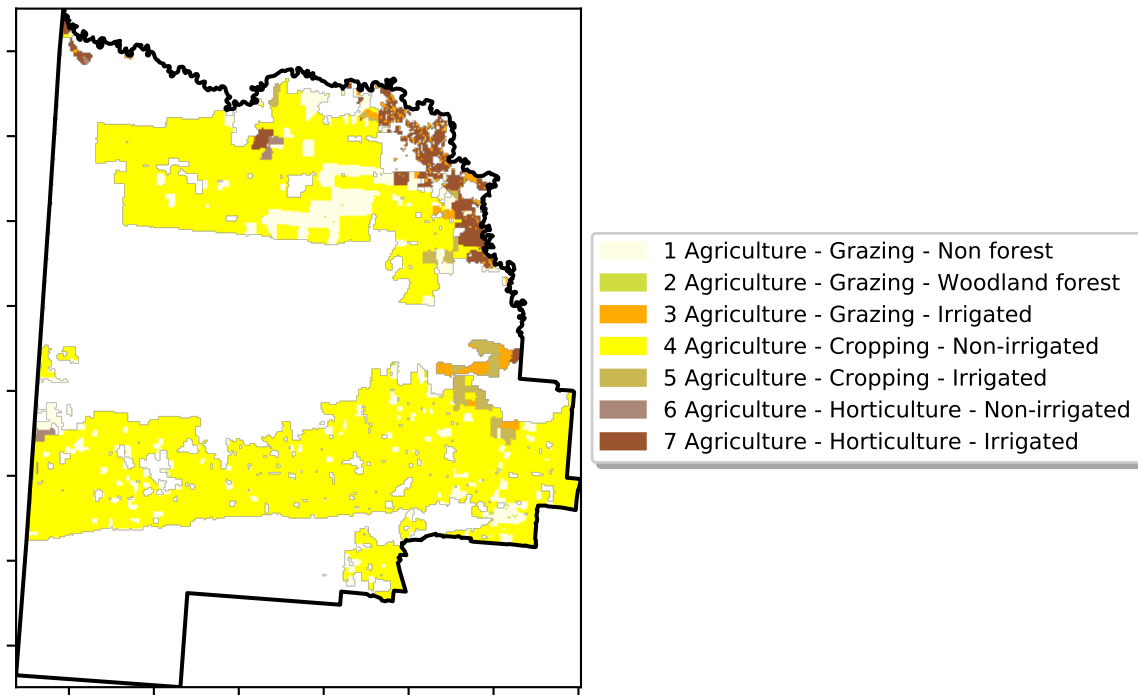 1 Agriculture - Grazing - Non forest
2 Agriculture - Grazing - Woodland forest
3 Agriculture - Grazing - Irrigated
4 Agriculture - Cropping - Non-irrigated
5 Agriculture - Cropping - Irrigated
6 Agriculture - Horticulture - Non-irrigated
7 Agriculture - Horticulture - Irrigated